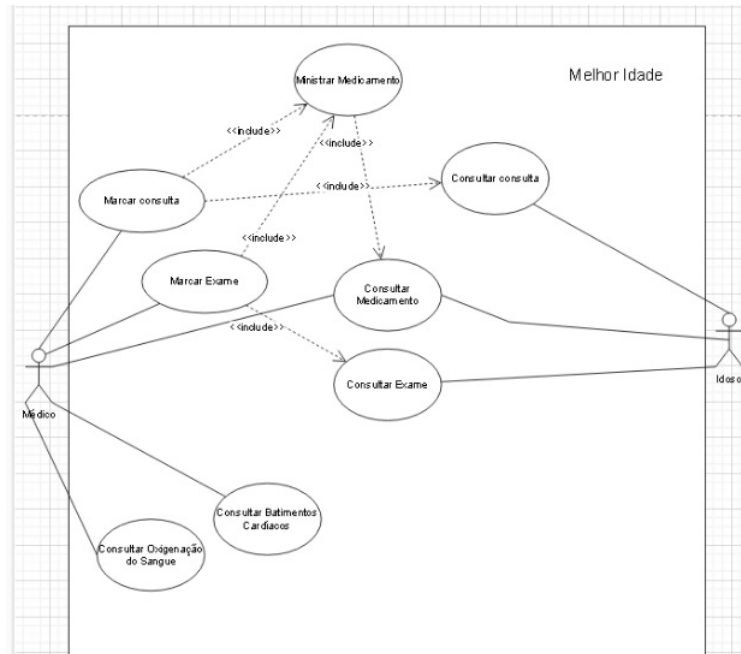 Melhor Idade
Ministrar Medicamento
<<include>>
<<include>>
Consultar consulta
<<include>>
Marcar consulta
<<include>>
Marcar Exame
Consultar
Medicamento
<<include>>
Consultar Exame
Médico
Idoso
Consultar Batimentos
Cardíacos
Consultar Oxigenação
do Sangue